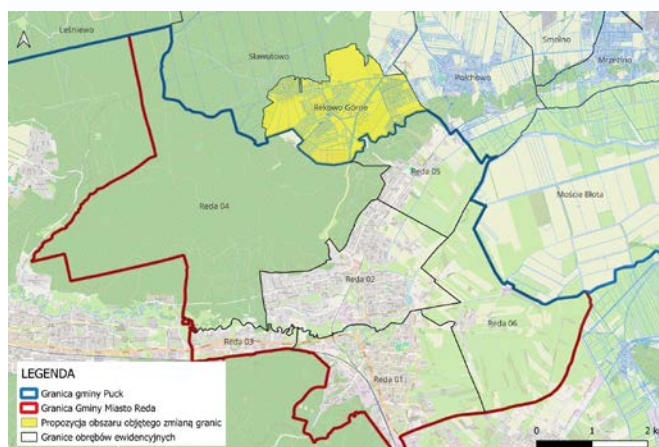 Leśniewo
Sławutowo
Smolno
Mrzezino
Połchowo
Rekowo Górne
Reda 05
Moście Błota
Reda 04
Reda 02
Reda 06
Reda 03
Reda 01
LEGENDA
Granica gminy Puck
Granica Gminy Miasto Reda
Propozycja obszaru objętego zmianą granic
Granice obrębów ewidencyjnych
0 1 2 k